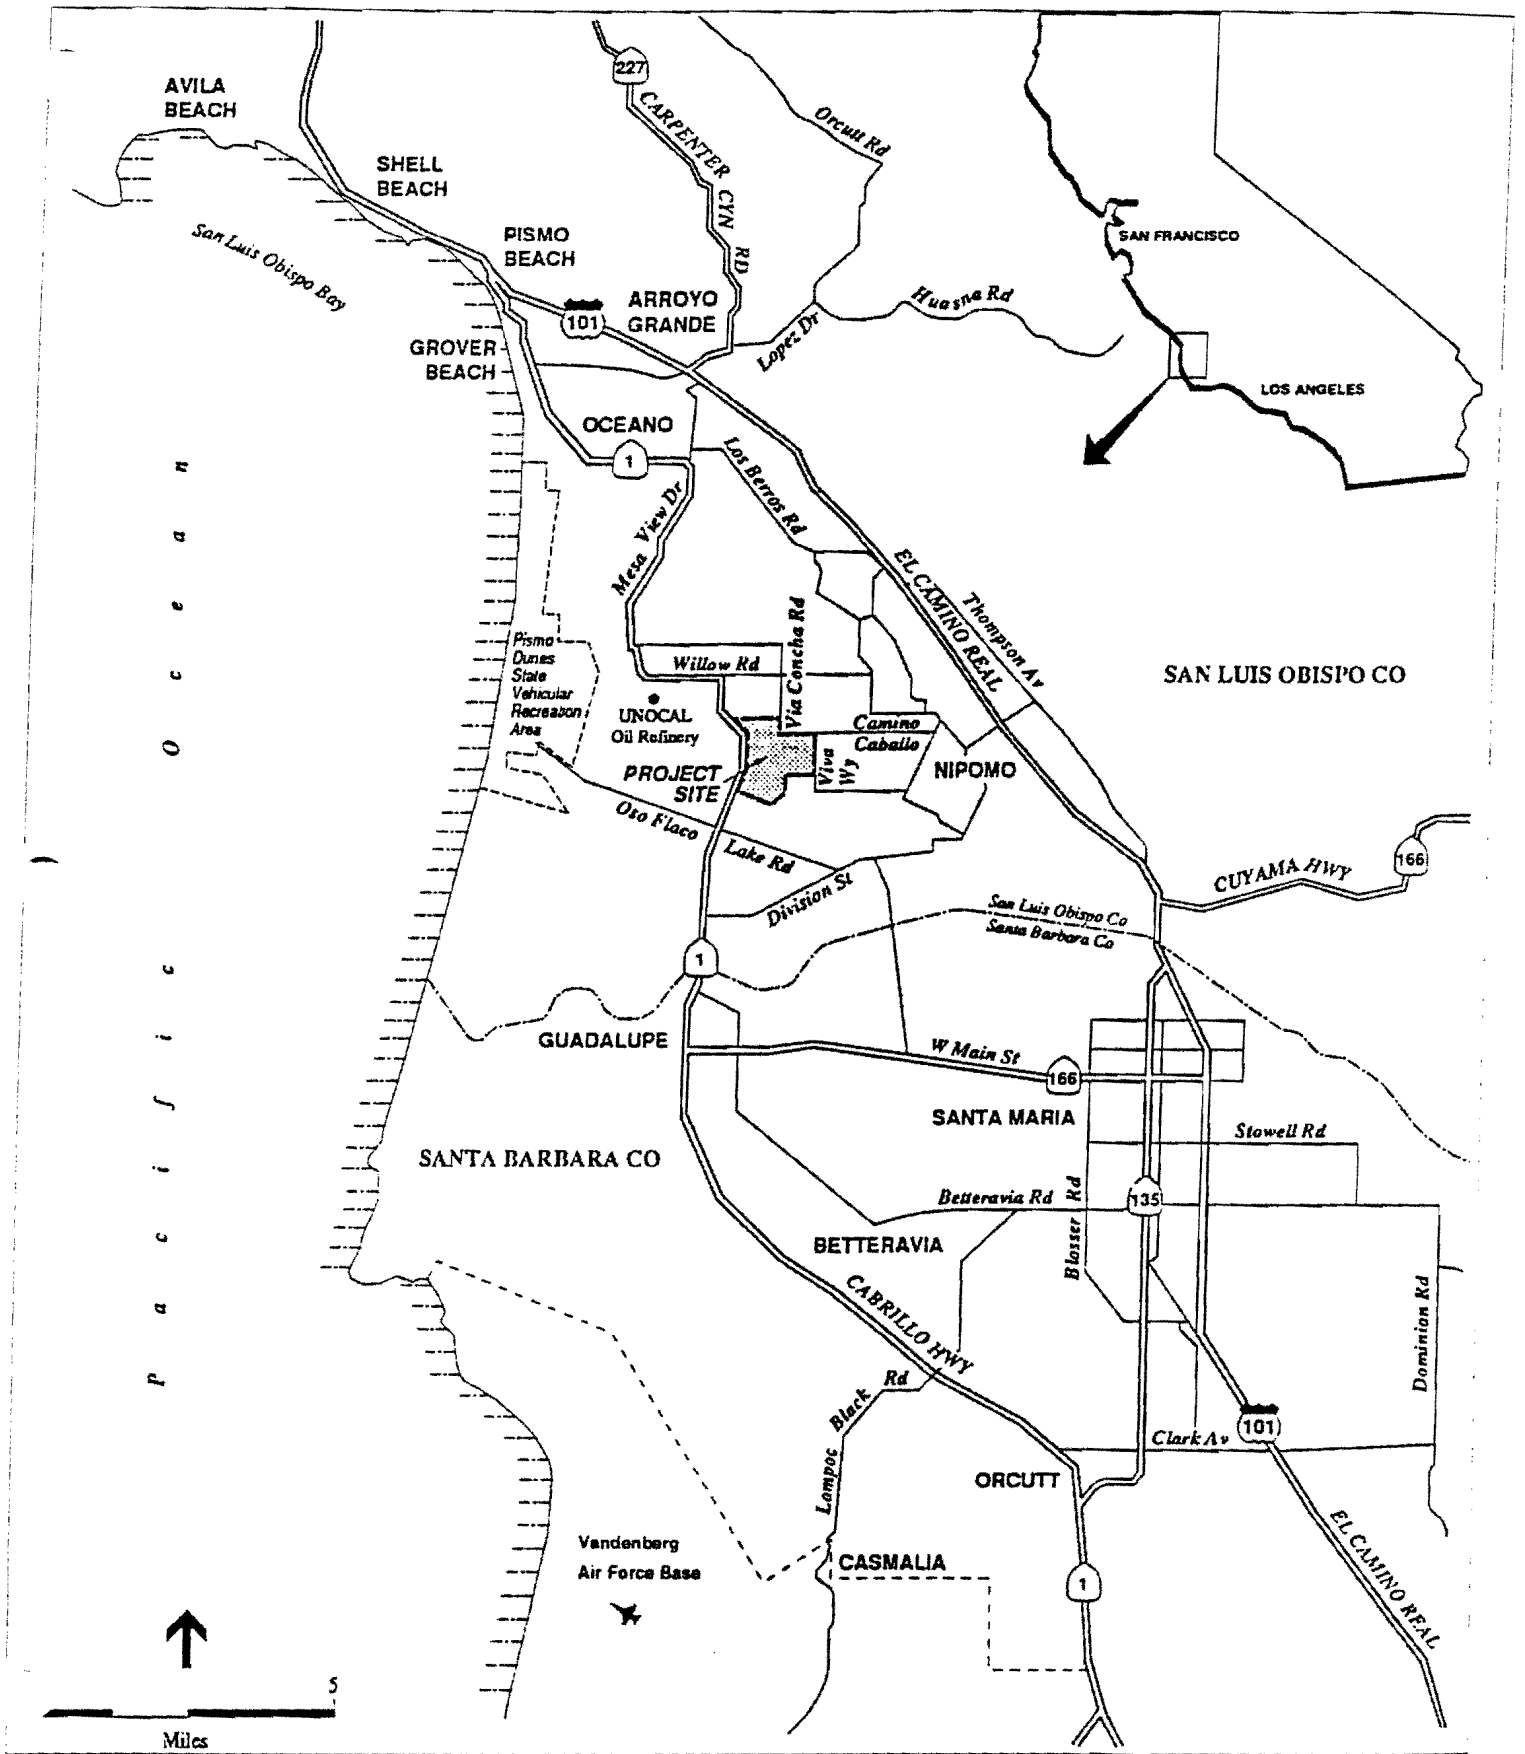 227
AVILA
BEACH
CARPENTER CYN RD
Orcutt Rd
SHELL
BEACH
San Luis Obispo Bay
PISMO
BEACH
SAN FRANCISCO
Huasna Rd
ARROYO
GRANDE
101
Lopez Dr
GROVER
BEACH
LOS ANGELES
OCEANO
1
Los Berros Rd
Mesa View Dr
EL CAMINO REAL
Thompson Av
Via Concha Rd
Pismo
Dunes
State
Vehicular
Recreation
Area
Willow Rd
SAN LUIS OBISPO CO
UNOCAL
Oil Refinery
Camino
Caballo
PROJECT
SITE
Viva
Wy
NIPOMO
Oso Flaco Lake Rd
Division St
CUYAMA HWY
166
San Luis Obispo Co
Santa Barbara Co
Pacific Ocean
1
GUADALUPE
W Main St
166
SANTA MARIA
Stowell Rd
SANTA BARBARA CO
Betteravia Rd
135
Blosser Rd
BETTERAVIA
CABRILLO HWY
Dominion Rd
Lompoc Black Rd
101
Clark Av
ORCUTT
EL CAMINO REAL
Vandenberg
Air Force Base
CASMALIA
1
5
Miles